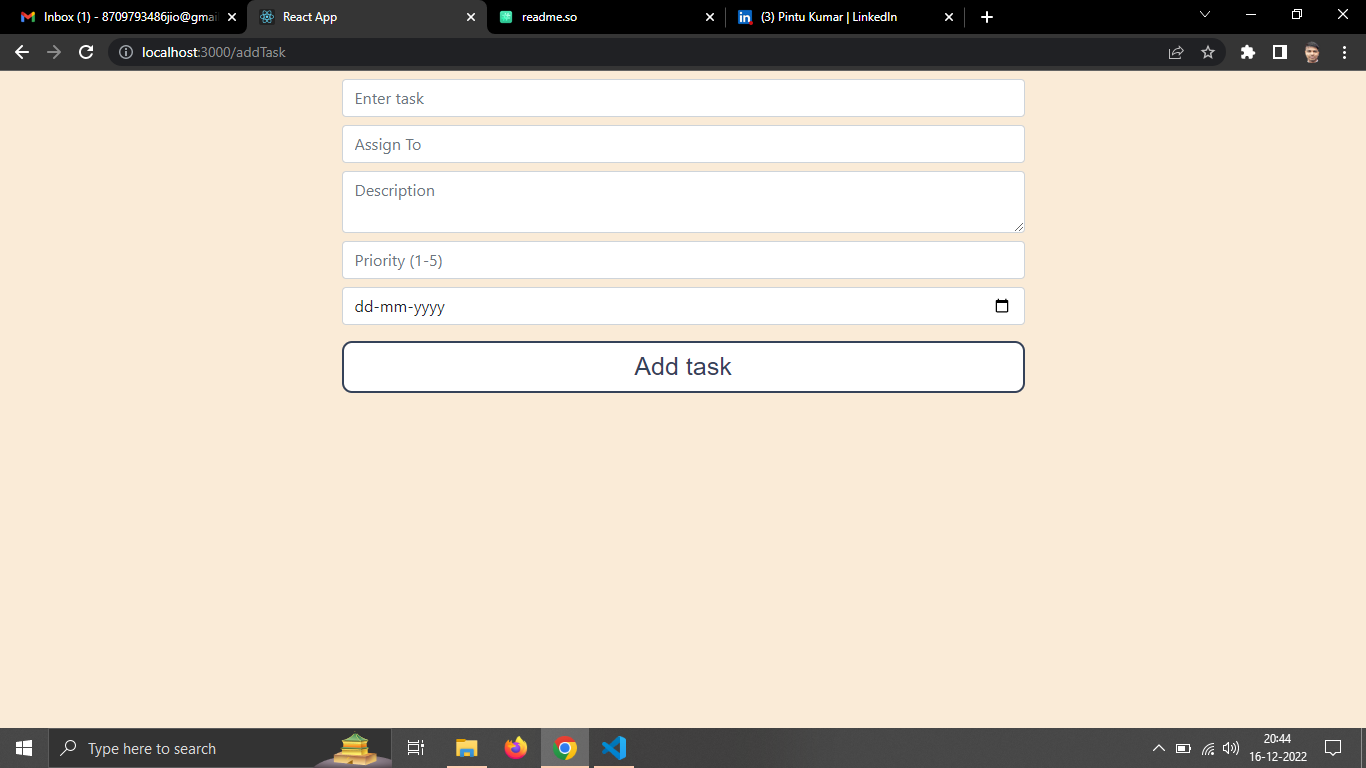 Inbox (1) - 8709793486jio@gmai
React App
readme.so
(3) Pintu Kumar | LinkedIn
localhost:3000/addTask
Enter task
Assign To
Description
Priority (1-5)
dd-mm-yyyy
Add task
Type here to search
20:44
16-12-2022